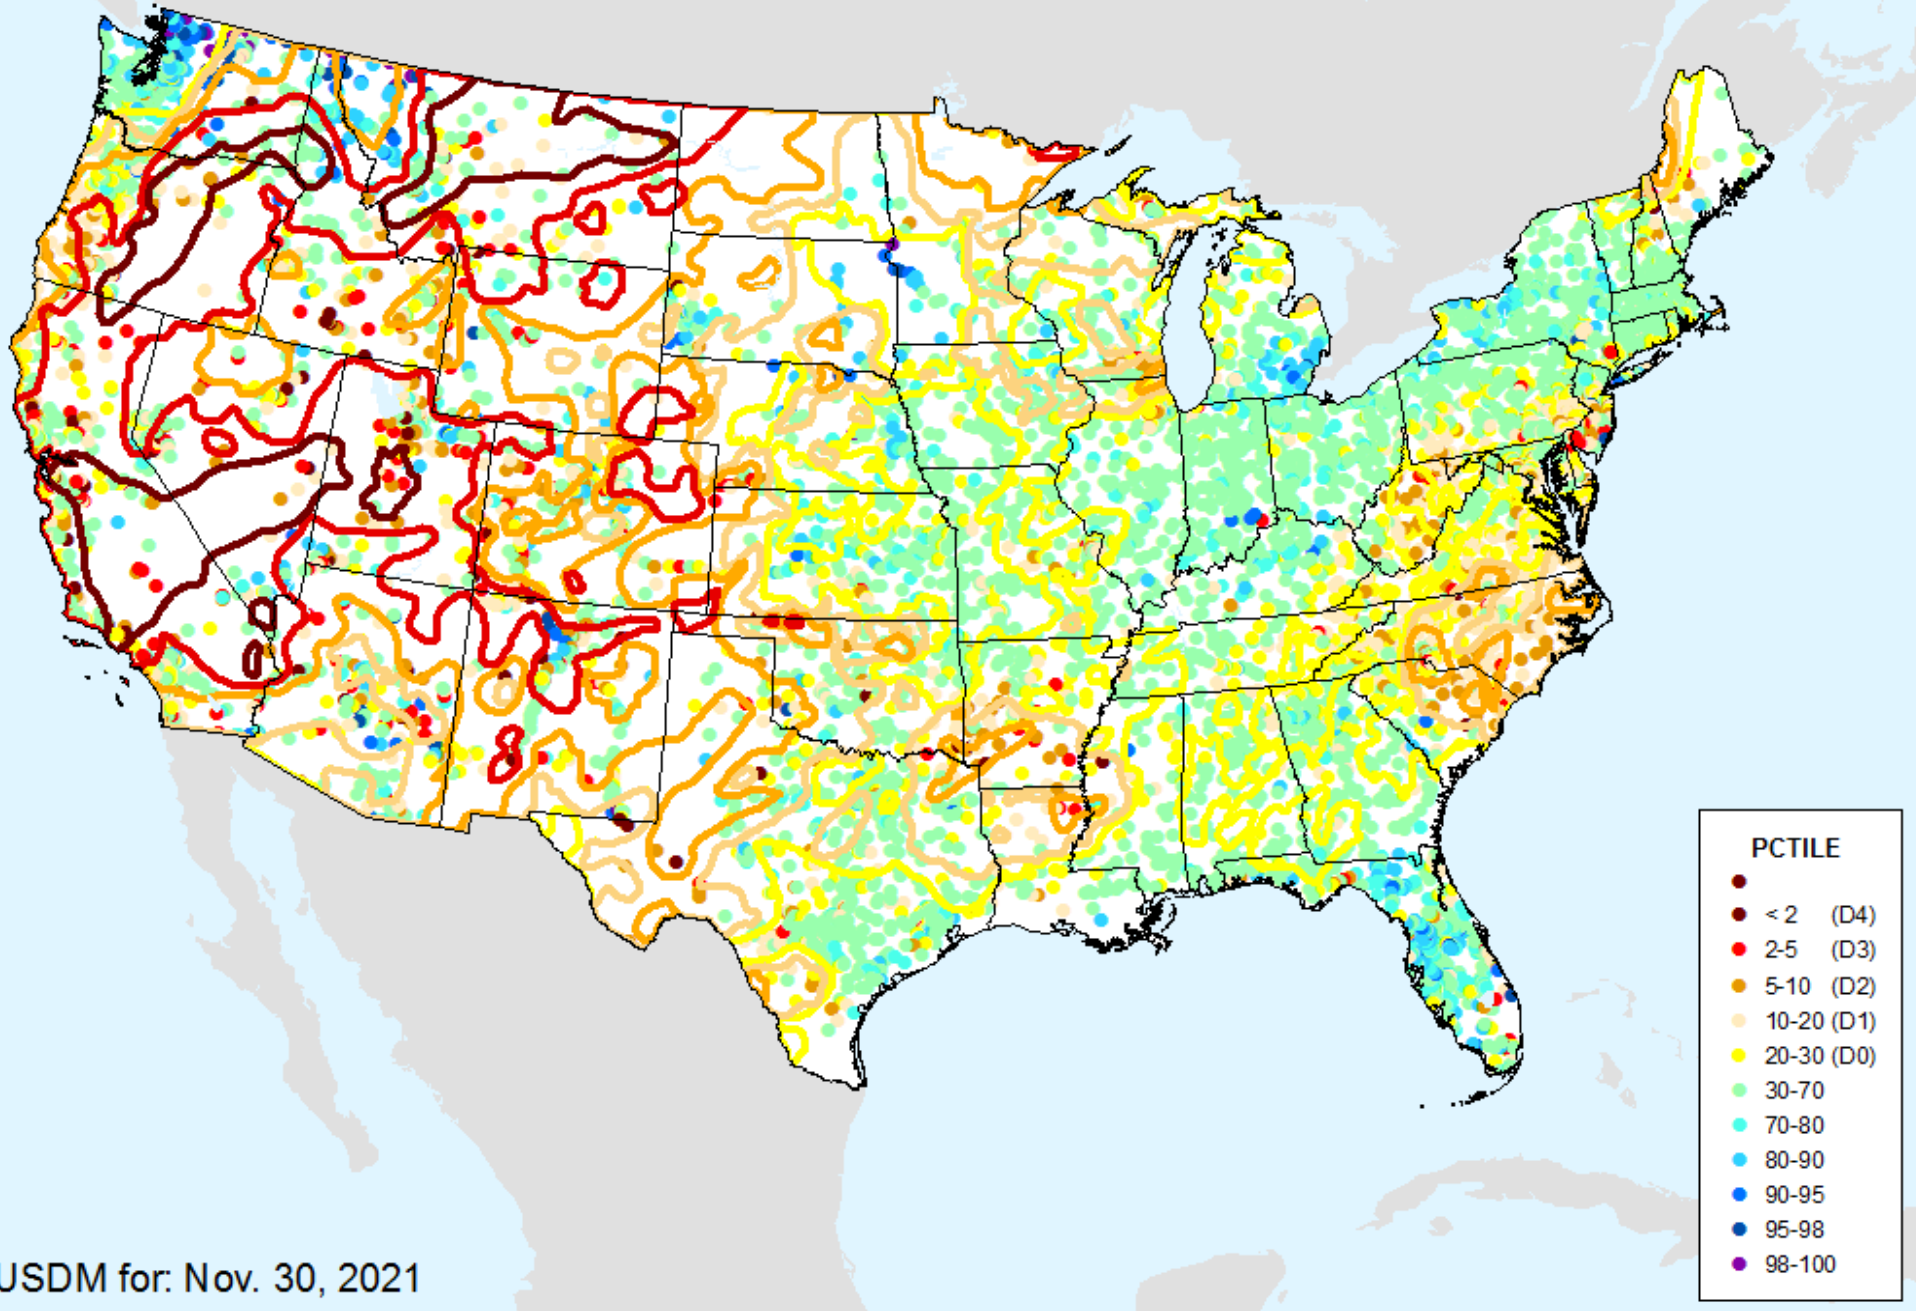 PCTILE
< 2 (D4)
2-5 (D3)
5-10 (D2)
10-20 (D1)
20-30 (D0)
30-70
70-80
80-90
90-95
95-98
98-100
USDM for: Nov. 30, 2021